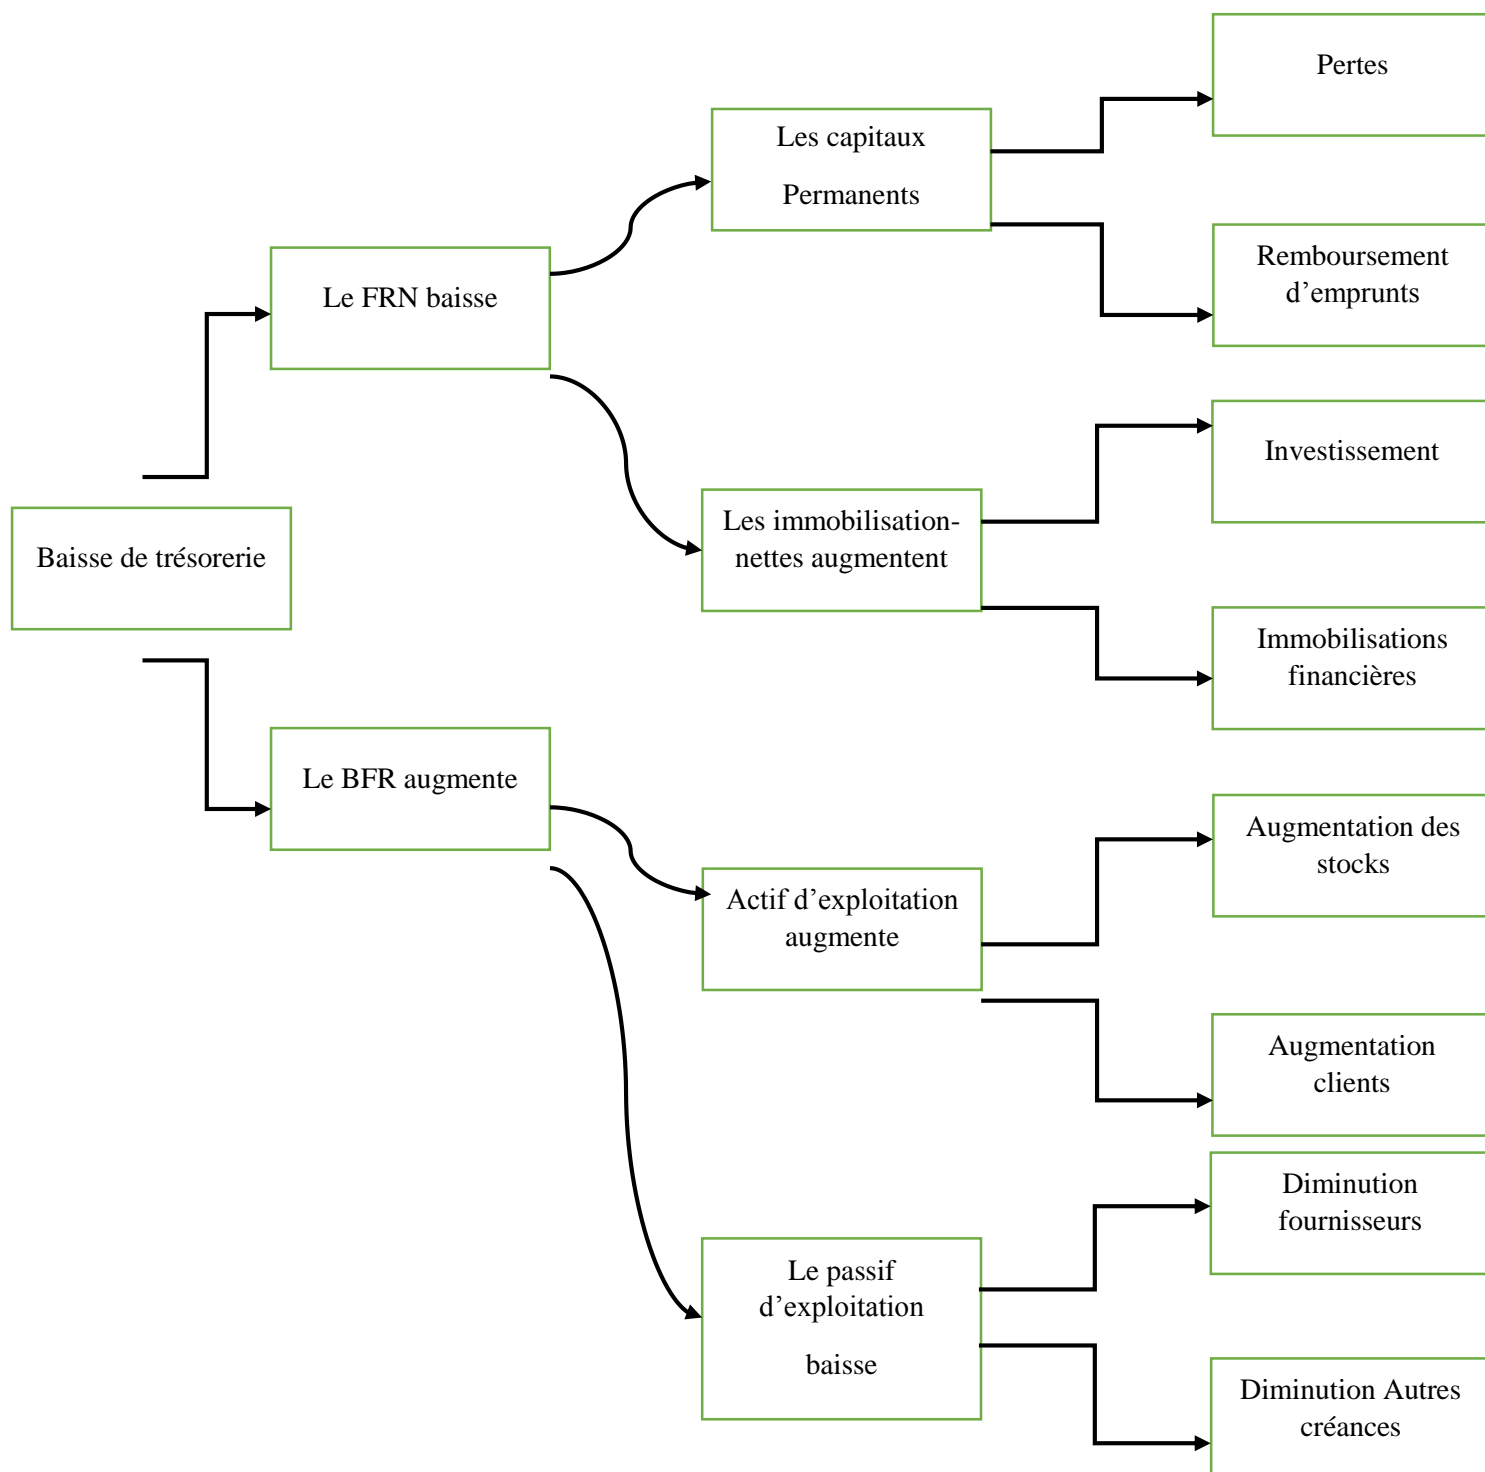 Pertes
Les capitaux
Permanents
Remboursement
d’emprunts
Le FRN baisse
Investissement
Les immobilisation-
nettes augmentent
Baisse de trésorerie
Immobilisations
financières
Le BFR augmente
Augmentation des
stocks
Actif d’exploitation
augmente
Augmentation
clients
Diminution
fournisseurs
Le passif
d’exploitation
baisse
Diminution Autres
créances